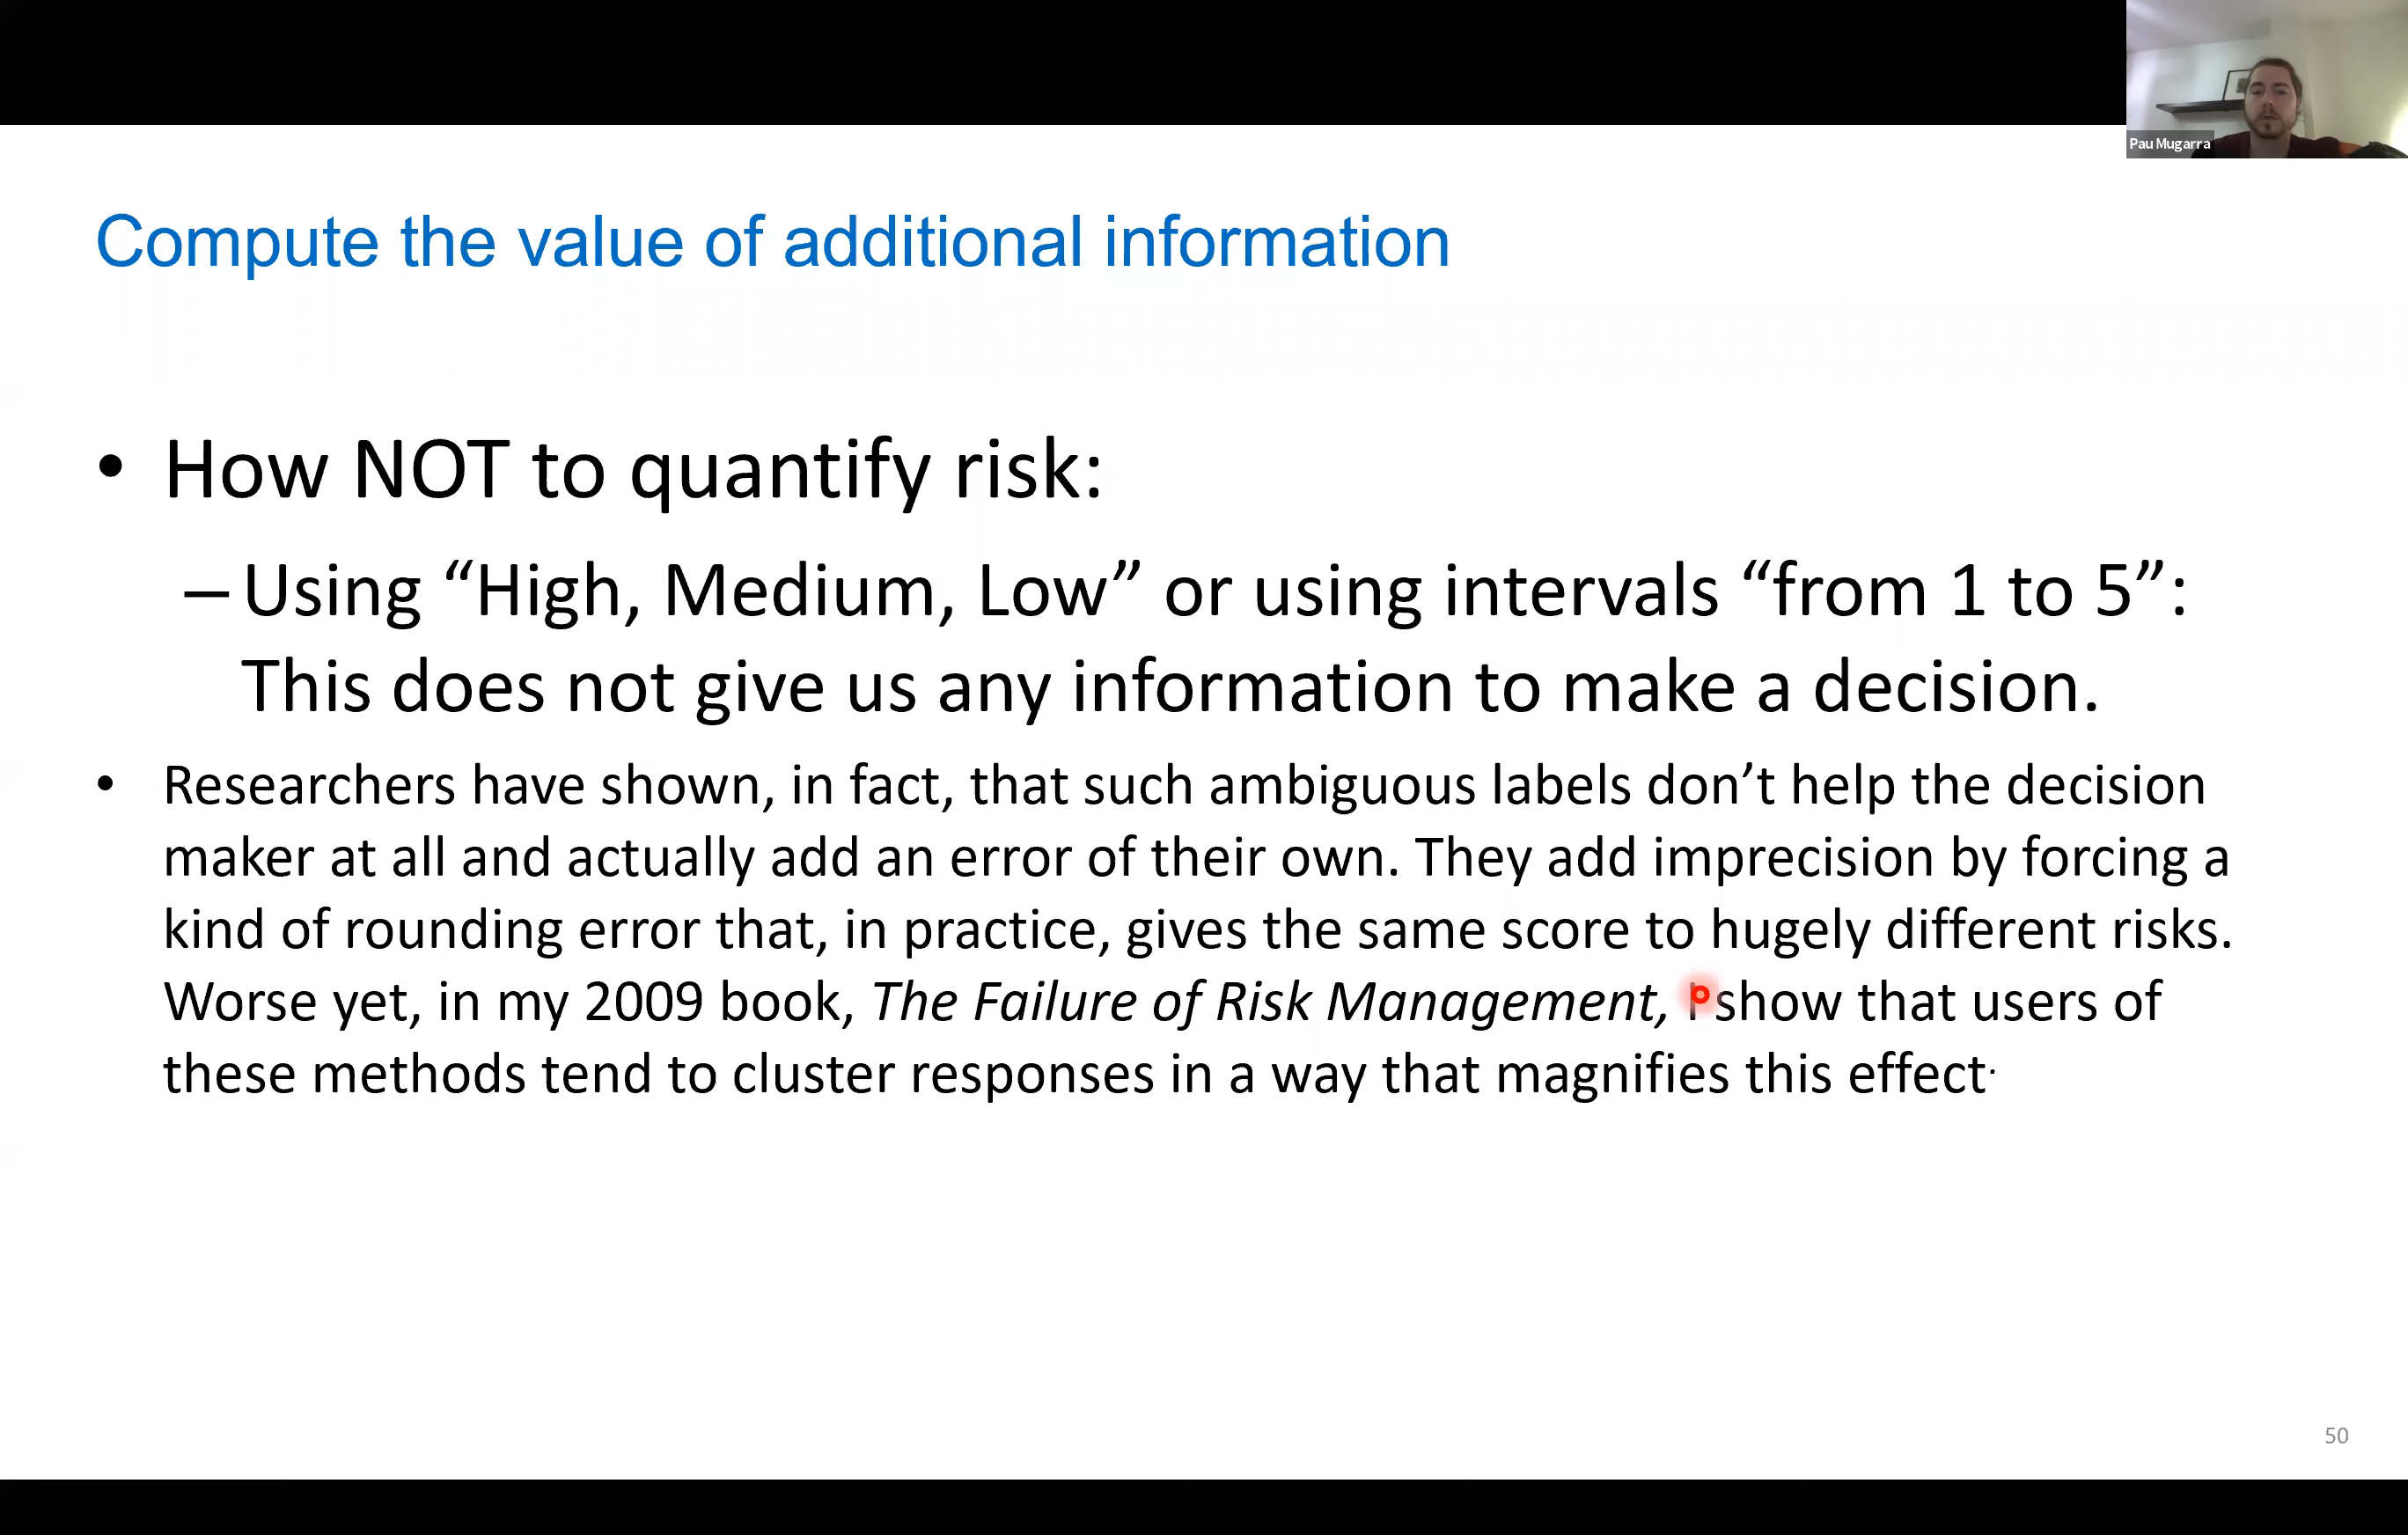 Pau Mugarra
Compute the value of additional information
• How NOT to quantify risk:
– Using “High, Medium, Low” or using intervals “from 1 to 5”:
This does not give us any information to make a decision.
• Researchers have shown, in fact, that such ambiguous labels don’t help the decision
maker at all and actually add an error of their own. They add imprecision by forcing a
kind of rounding error that, in practice, gives the same score to hugely different risks.
Worse yet, in my 2009 book, The Failure of Risk Management, I show that users of
these methods tend to cluster responses in a way that magnifies this effect.
50